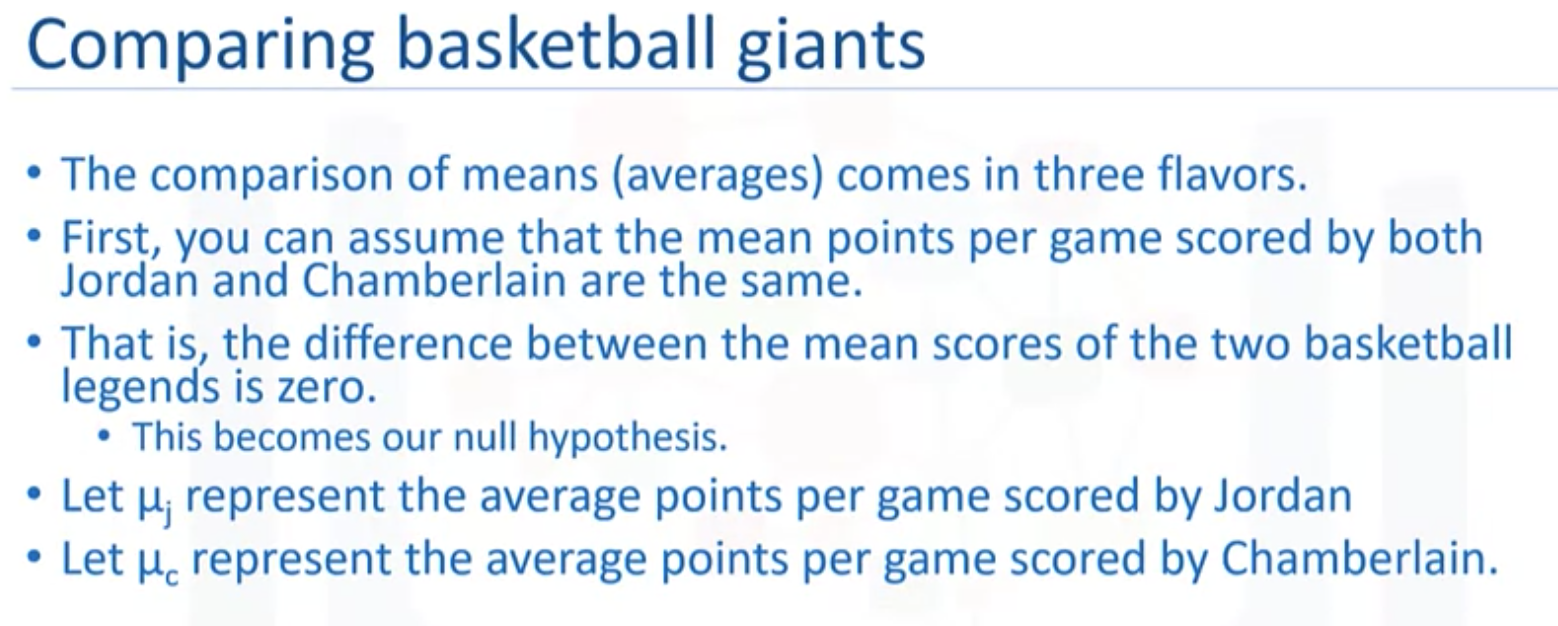 Comparing basketball giants
• The comparison of means (averages) comes in three flavors.
• First, you can assume that the mean points per game scored by both
Jordan and Chamberlain are the same.
• That is, the difference between the mean scores of the two basketball
legends is zero.
• This becomes our null hypothesis.
• Let μj represent the average points per game scored by Jordan
• Let μc represent the average points per game scored by Chamberlain.